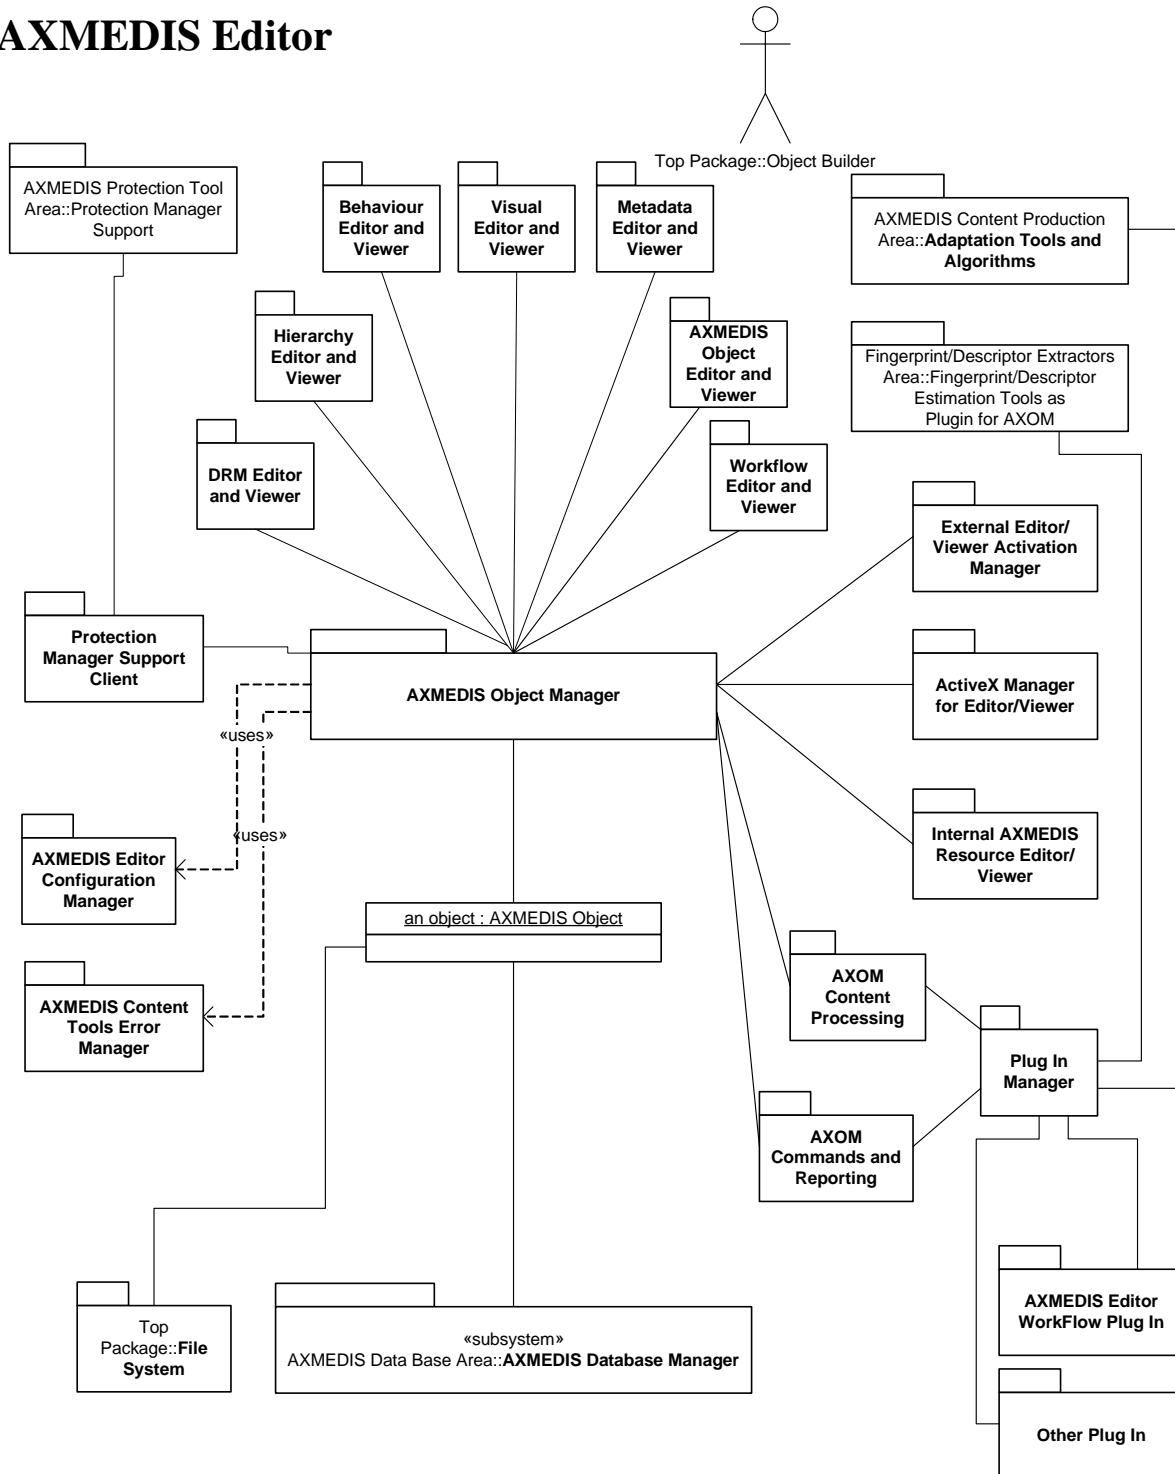 AXMEDIS Editor
Top Package::Object Builder
AXMEDIS Protection Tool
Area::Protection Manager
Support
Behaviour
Editor and
Viewer
Visual
Editor and
Viewer
Metadata
Editor and
Viewer
AXMEDIS Content Production
Area::Adaptation Tools and
Algorithms
Hierarchy
Editor and
Viewer
AXMEDIS
Object
Editor and
Viewer
Fingerprint/Descriptor Extractors
Area::Fingerprint/Descriptor
Estimation Tools as
Plugin for AXOM
DRM Editor
and Viewer
Workflow
Editor and
Viewer
External Editor/
Viewer Activation
Manager
Protection
Manager Support
Client
AXMEDIS Object Manager
ActiveX Manager
for Editor/Viewer
«uses»
«uses»
Internal AXMEDIS
Resource Editor/
Viewer
AXMEDIS Editor
Configuration
Manager
an object : AXMEDIS Object
AXMEDIS Content
Tools Error
Manager
AXOM
Content
Processing
Plug In
Manager
AXOM
Commands and
Reporting
AXMEDIS Editor
WorkFlow Plug In
Top
Package::File
System
«subsystem»
AXMEDIS Data Base Area::AXMEDIS Database Manager
Other Plug In